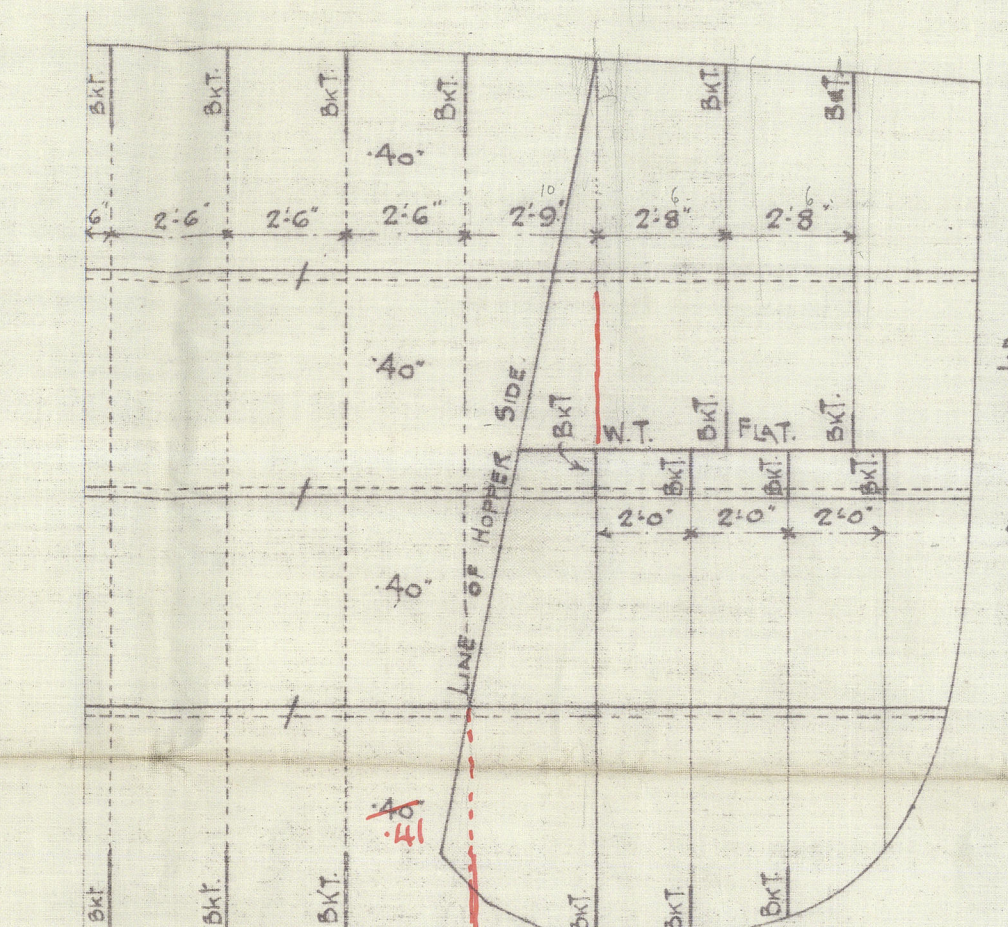 BKT.
BKT.
BKT.
BKT.
BKT.
BKT.
.40"
6"
2'-6"
2'-6"
2'-6"
2'-9"
10
2'-8"
6
2'-8"
6
.40"
LINE OF HOPPER SIDE.
BKT
W.T. FLAT.
BKT.
BKT.
BKT.
BKT.
BKT.
2'-0"
2'-0"
2'-0"
.40"
.40"
BKT
BKT.
BKT.
BKT
BKT
BKT.